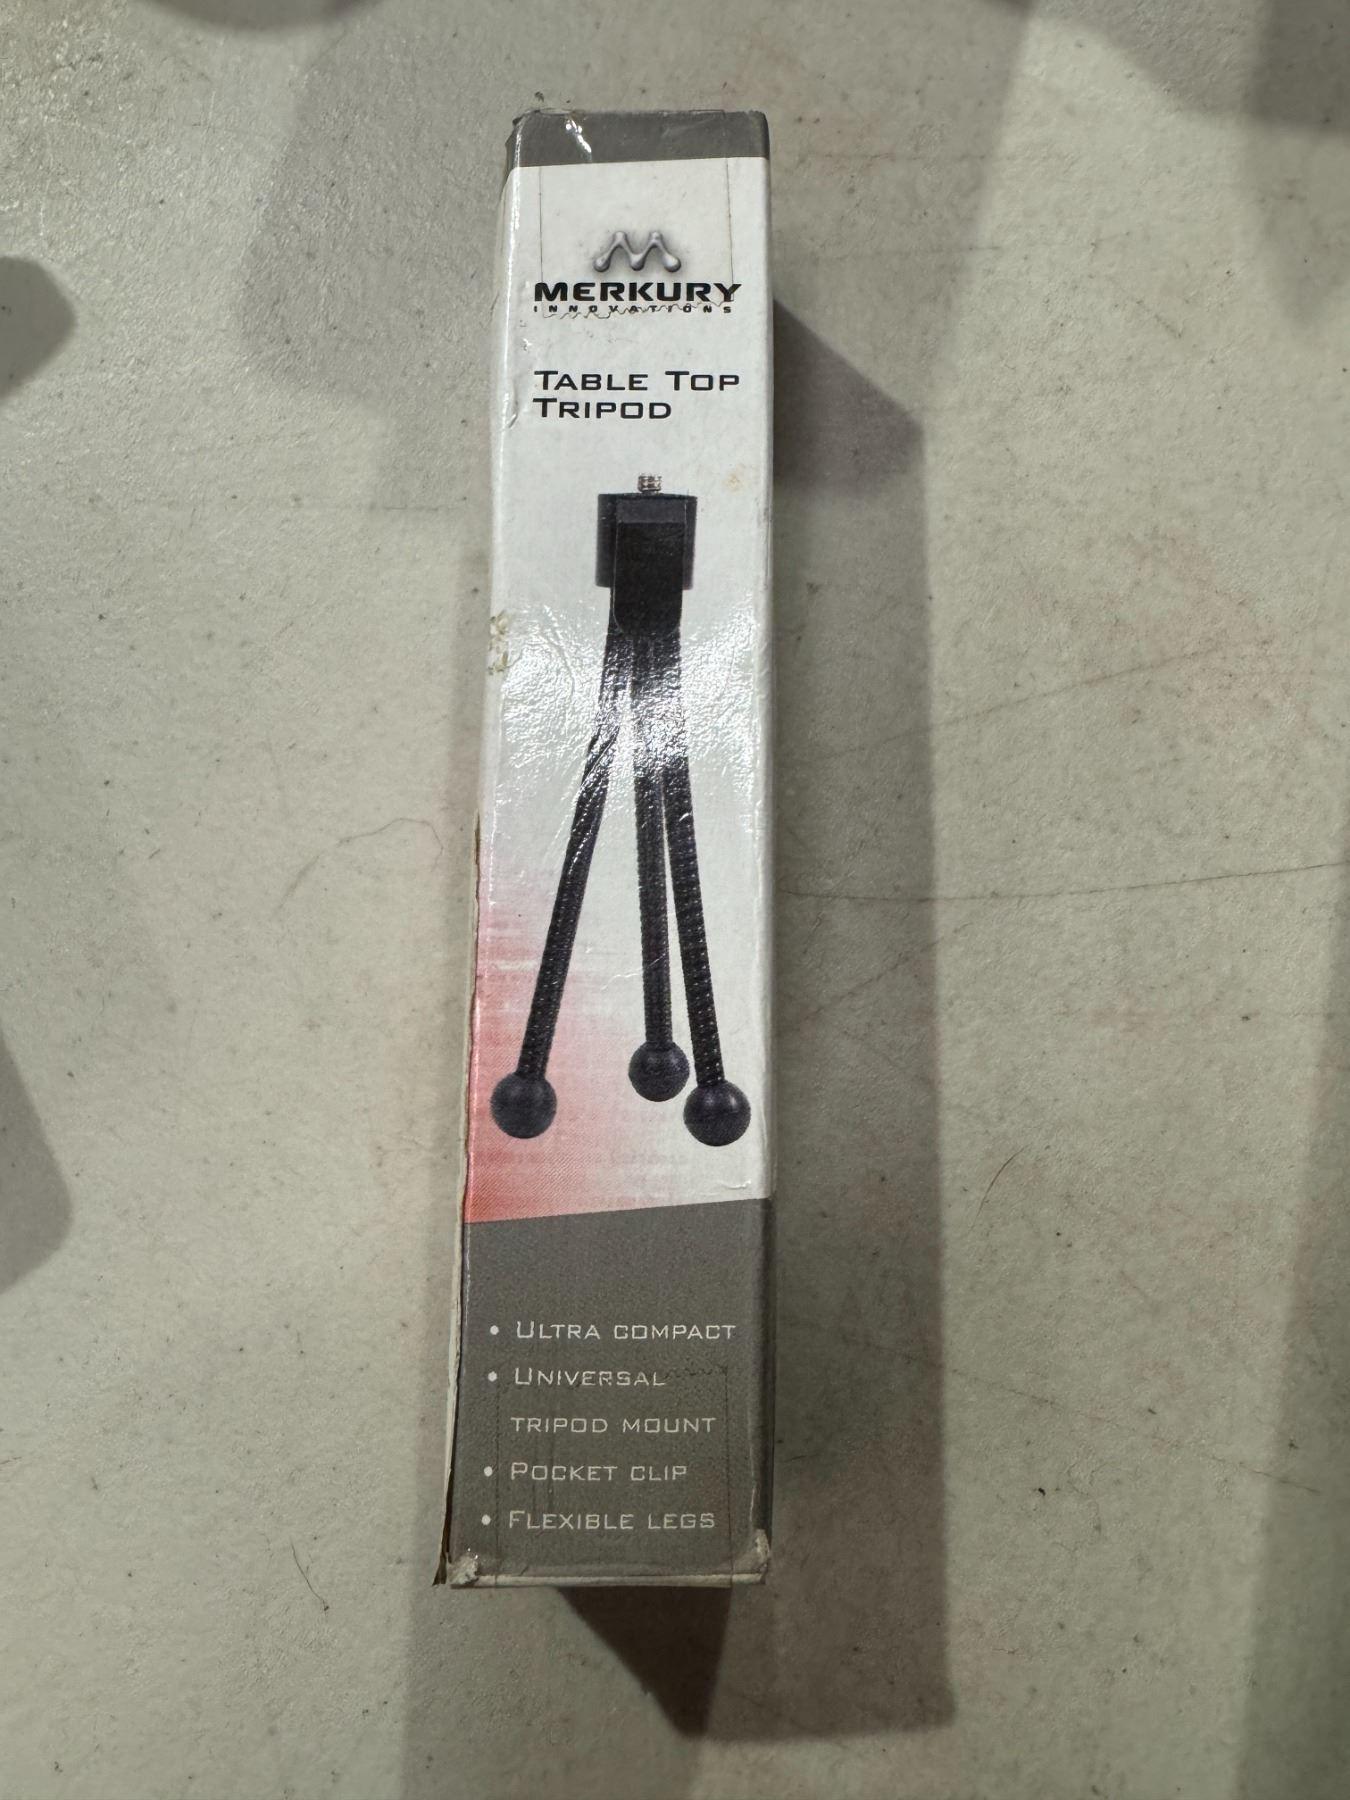 MERKURY
INNOVATIONS
TABLE TOP
TRIPOD
• ULTRA COMPACT
• UNIVERSAL
TRIPOD MOUNT
• POCKET CLIP
• FLEXIBLE LEGS